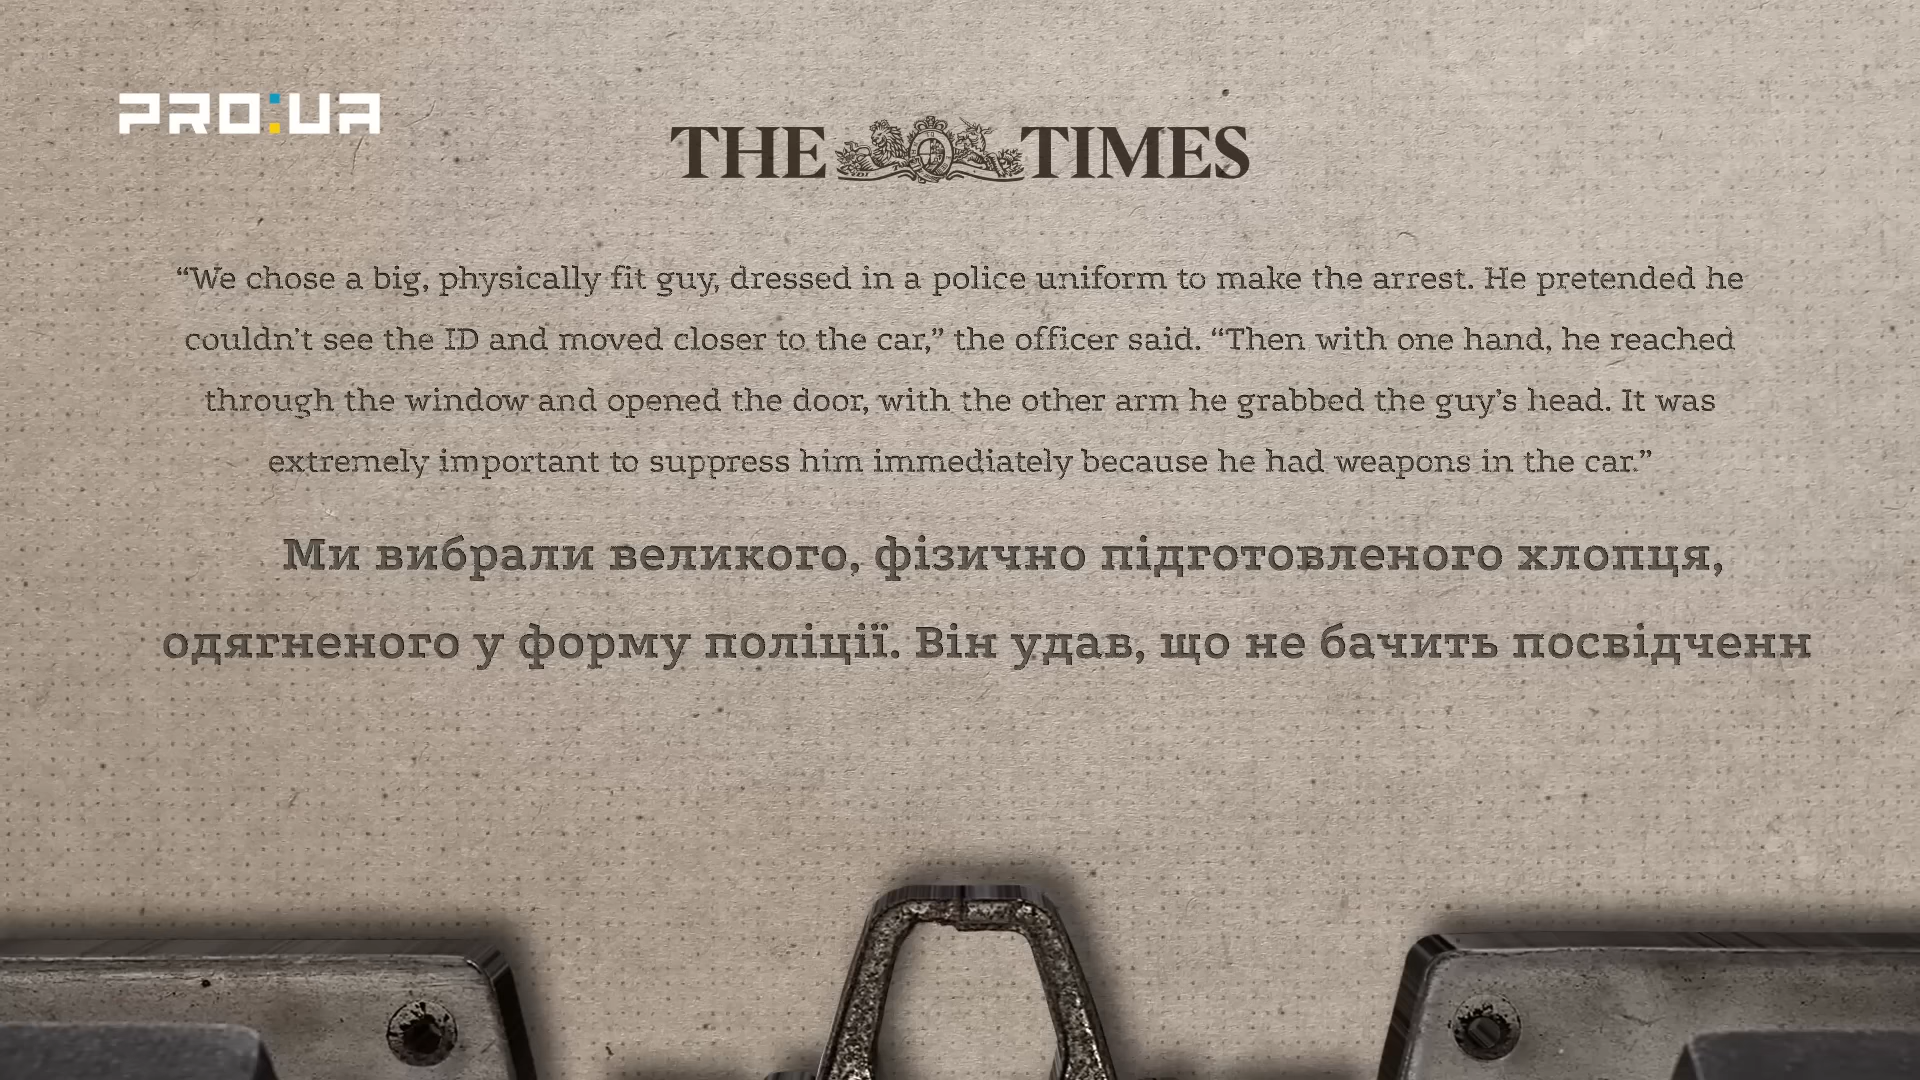 PRO:UA
THE TIMES
“We chose a big, physically fit guy, dressed in a police uniform to make the arrest. He pretended he
couldn’t see the ID and moved closer to the car,” the officer said. “Then with one hand, he reached
through the window and opened the door, with the other arm he grabbed the guy’s head. It was
extremely important to suppress him immediately because he had weapons in the car.”
Ми вибрали великого, фізично підготовленого хлопця,
одягненого у форму поліції. Він удав, що не бачить посвідченн